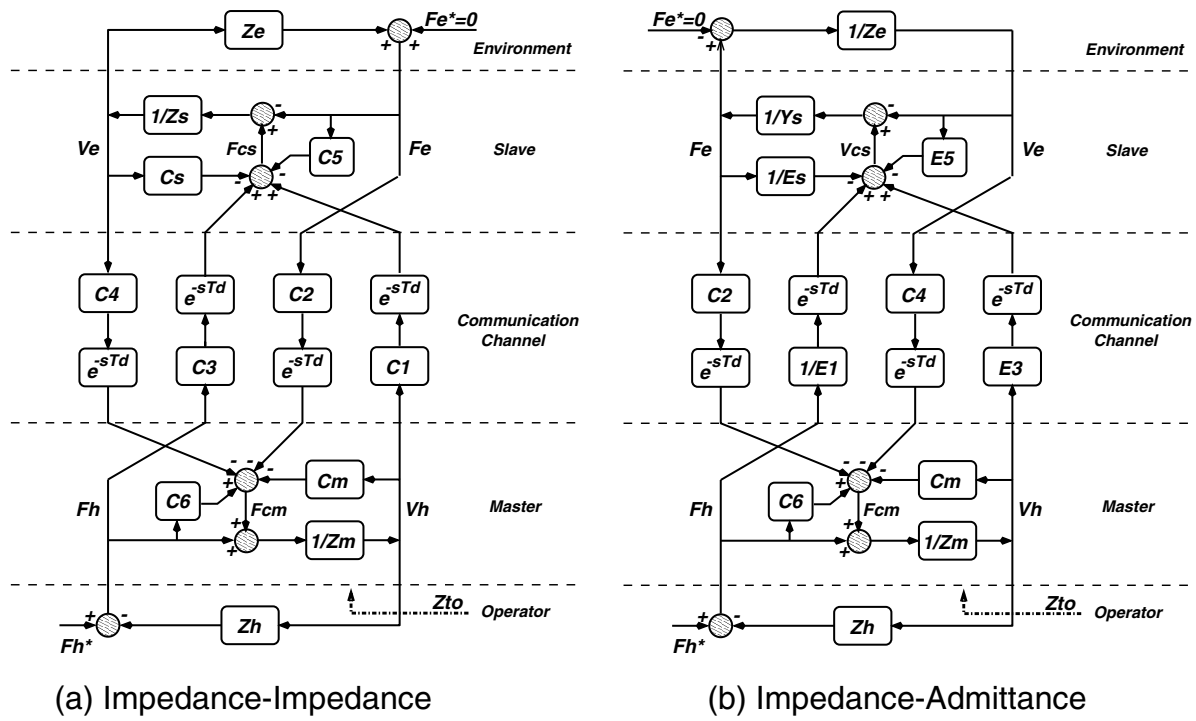 Ze
Fe*=0
+ +
Environment
1/Zs
-
+
Fcs
C5
Ve
Fe
Slave
Cs
- -
+ +
C4
e^-sTd
C2
e^-sTd
Communication
Channel
e^-sTd
C3
e^-sTd
C1
- - -
+
Cm
C6
Fh
Fcm
Vh
Master
+
+
1/Zm
Zto
Operator
+ -
Zh
Fh*
(a) Impedance-Impedance
Fe*=0
-
+
1/Ze
Environment
1/Ys
-
+
Vcs
E5
Fe
Ve
Slave
1/Es
- -
+ +
C2
e^-sTd
C4
e^-sTd
Communication
Channel
e^-sTd
1/E1
e^-sTd
E3
- - -
+
Cm
C6
Fh
Fcm
Vh
Master
+
+
1/Zm
Zto
Operator
+ -
Zh
Fh*
(b) Impedance-Admittance